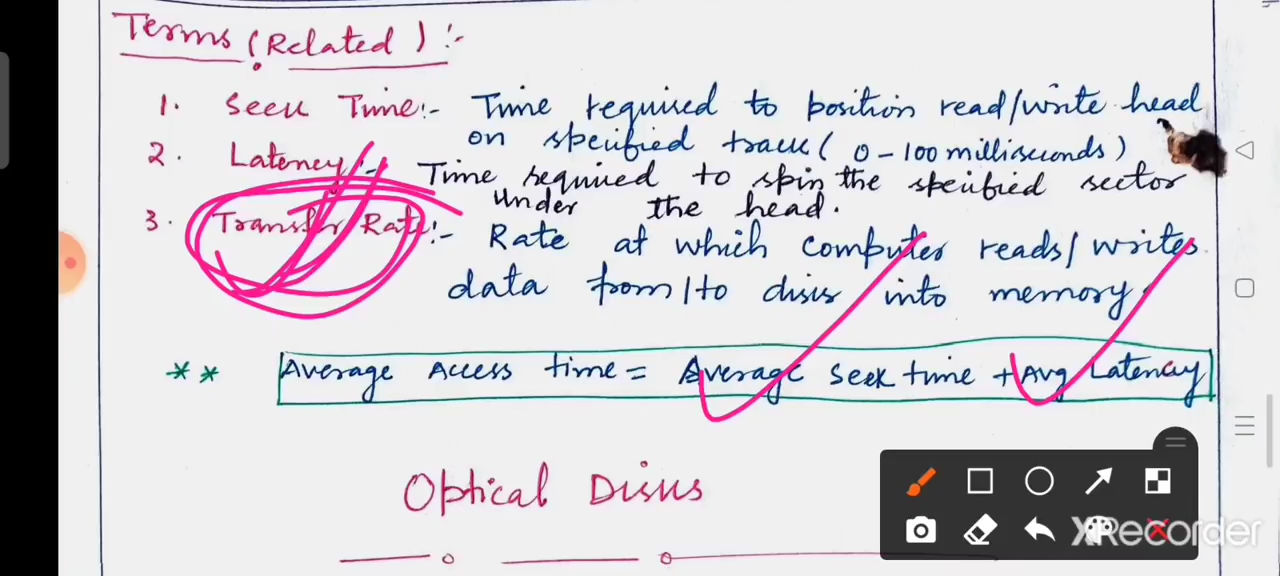 Terms (Related) :-
1. Seek Time:- Time required to position read/write head
on specified track ( 0-100 milliseconds)
2. Latency :- Time required to spin the specified sector
under the head.
3. Transfer Rate:- Rate at which computer reads/writes
data from/to disks into memory.
** Average Access time = Average seek time + Avg Latency
Optical Disks
XRecorder